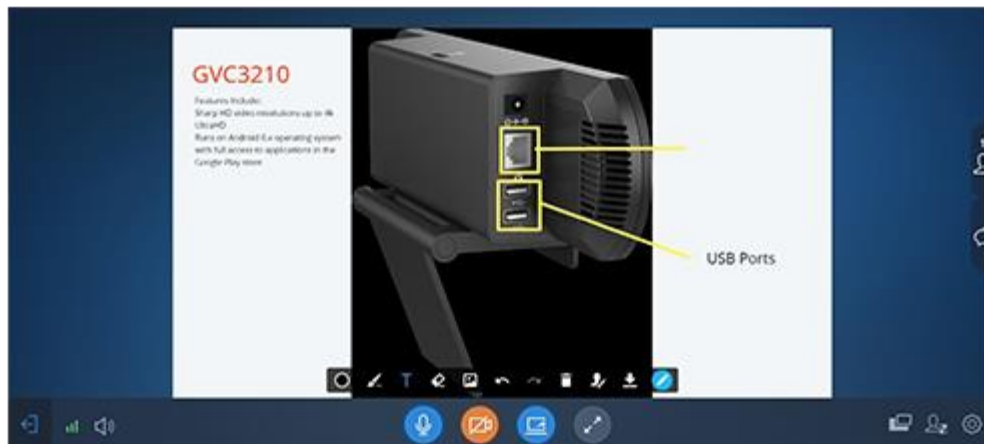 GVC3210
Features Include:
Sharp HD video resolutions up to 4k
UltraHD
Runs on Android 6.x operating system
with full access to applications in the
Google Play store
USB Ports